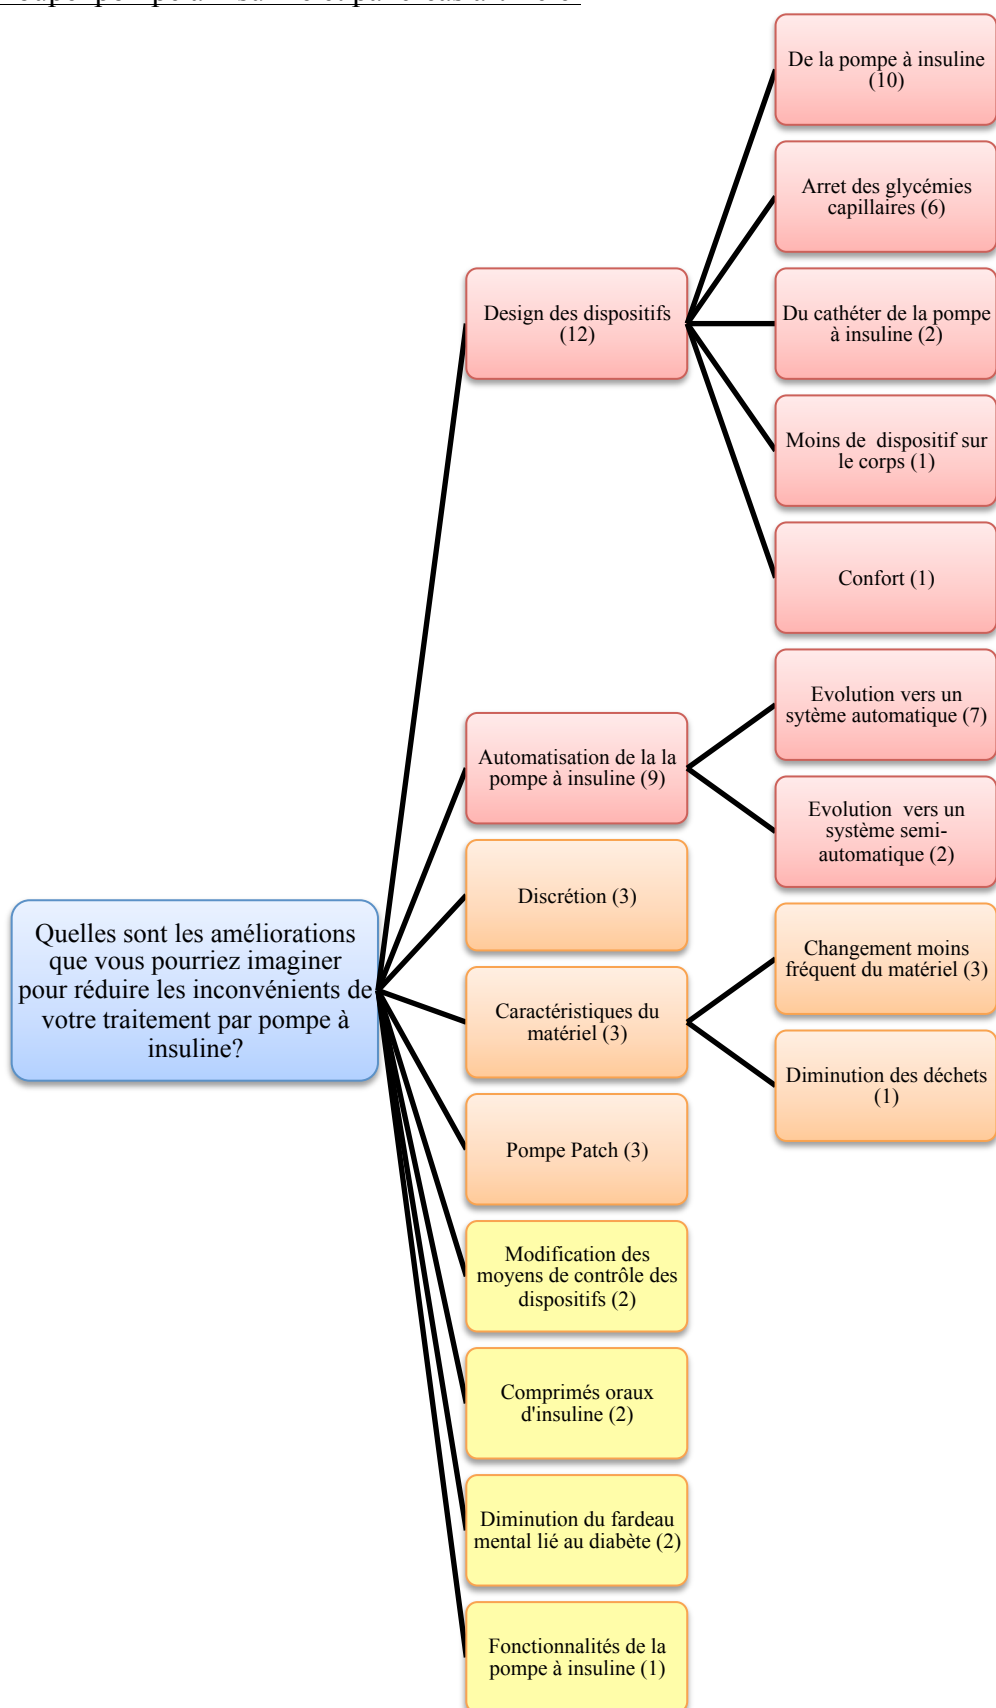 De la pompe à insuline
(10)
Arret des glycémies
capillaires (6)
Design des dispositifs
(12)
Du cathéter de la pompe
à insuline (2)
Moins de dispositif sur
le corps (1)
Confort (1)
Automatisation de la la
pompe à insuline (9)
Evolution vers un
sytème automatique (7)
Evolution vers un
système semi-
automatique (2)
Discrétion (3)
Quelles sont les améliorations
que vous pourriez imaginer
pour réduire les inconvénients de
votre traitement par pompe à
insuline?
Caractéristiques du
matériel (3)
Changement moins
fréquent du matériel (3)
Diminution des déchets
(1)
Pompe Patch (3)
Modification des
moyens de contrôle des
dispositifs (2)
Comprimés oraux
d'insuline (2)
Diminution du fardeau
mental lié au diabète (2)
Fonctionnalités de la
pompe à insuline (1)